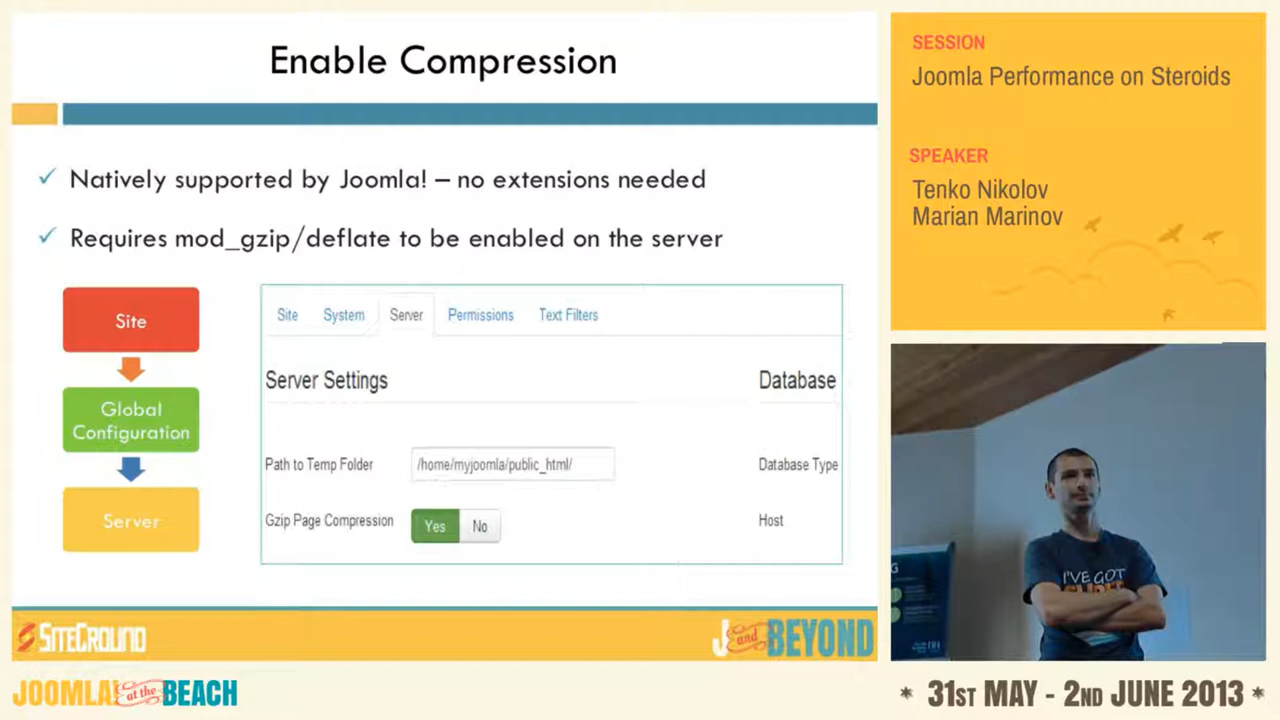 Enable Compression
Natively supported by Joomla! – no extensions needed
Requires mod_gzip/deflate to be enabled on the server
Site
Global
Configuration
Server
Site System Server Permissions Text Filters
Server Settings
Database
Path to Temp Folder /home/myjoomla/public_html/
Database Type
Gzip Page Compression Yes No
Host
SITEGROUND
J and BEYOND
SESSION
Joomla Performance on Steroids
SPEAKER
Tenko Nikolov
Marian Marinov
I'VE GOT
JOOMLA! at the BEACH
* 31ST MAY - 2ND JUNE 2013 *